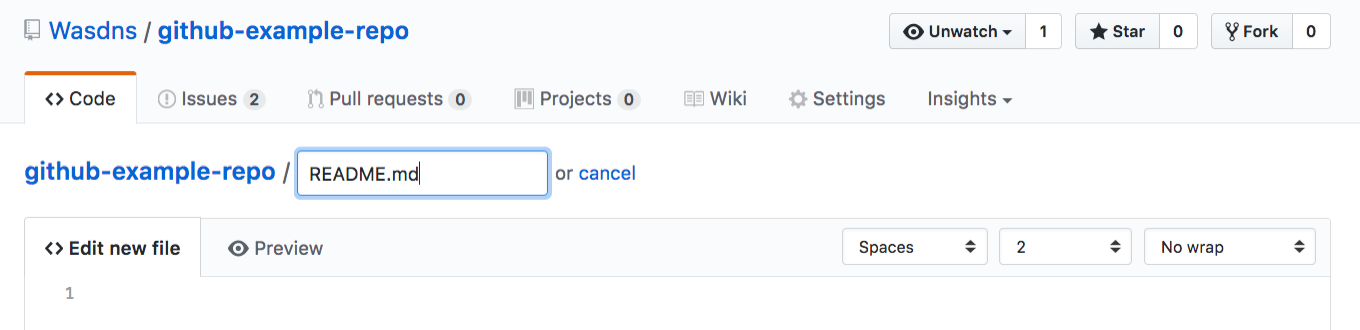 Wasdns / github-example-repo Unwatch 1 Star 0 Fork 0
Code Issues 2 Pull requests 0 Projects 0 Wiki Settings Insights
github-example-repo / README.md or cancel
Edit new file Preview Spaces 2 No wrap
1